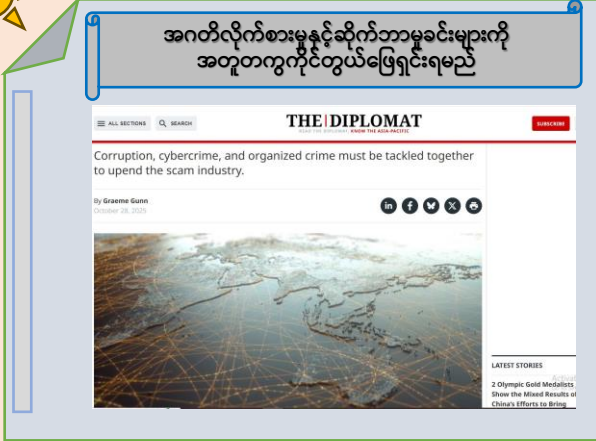 အဂတိလိုက်စားမှုနှင့်ဆိုက်ဘာမှုခင်းများကို
အတူတကွကိုင်တွယ်ဖြေရှင်းရမည်
ALL SECTIONS SEARCH THE|DIPLOMAT SUBSCRIBE
READ THE DIPLOMAT, KNOW THE ASIA-PACIFIC
Corruption, cybercrime, and organized crime must be tackled together
to upend the scam industry.
By Graeme Gunn
October 28, 2025
LATEST STORIES
2 Olympic Gold Medalists
Show the Mixed Results of
China's Efforts to Bring